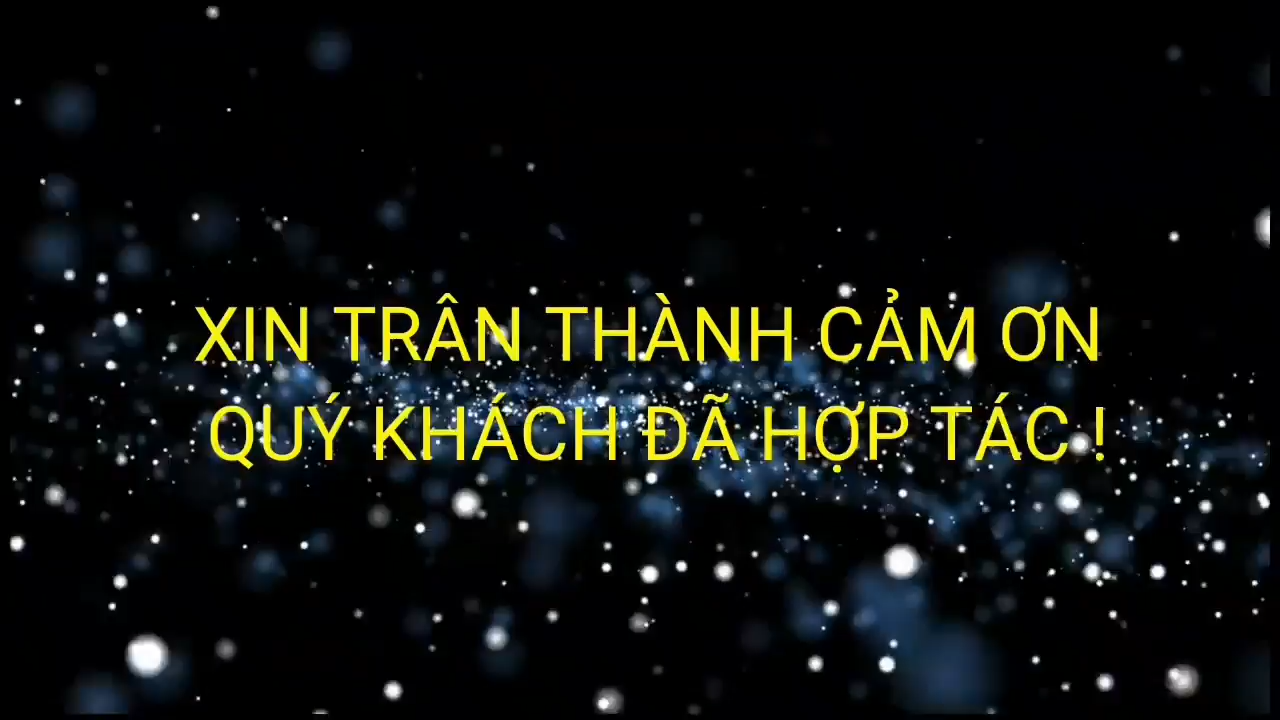 XIN TRÂN THÀNH CẢM ƠN
QUÝ KHÁCH ĐÃ HỢP TÁC !